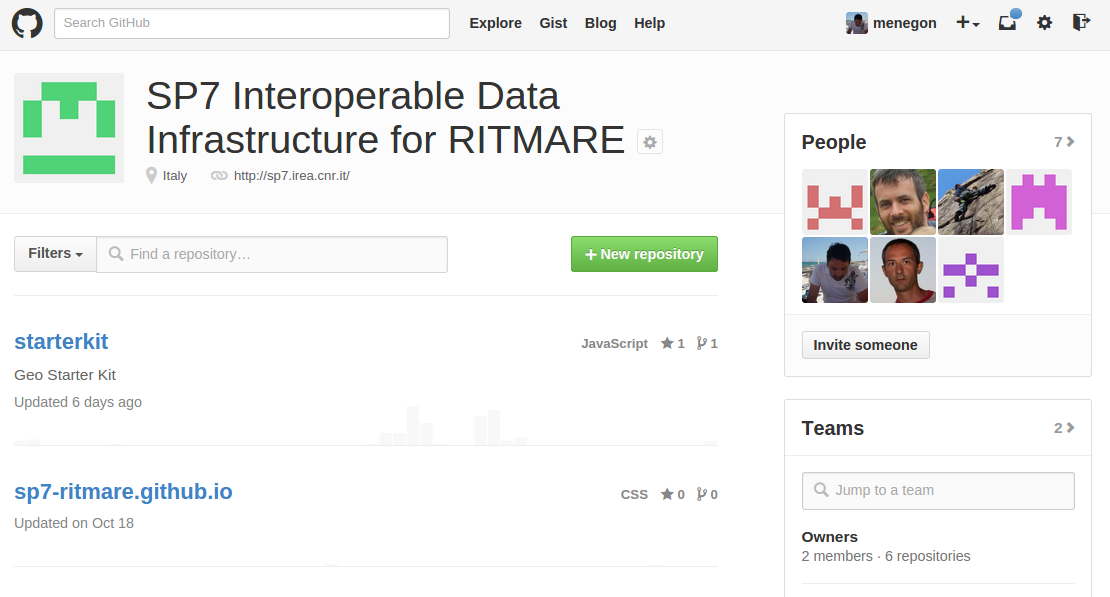 Search GitHub
Explore Gist Blog Help
menegon
SP7 Interoperable Data
Infrastructure for RITMARE
Italy http://sp7.irea.cnr.it/
Filters
Find a repository…
New repository
starterkit
JavaScript 1 1
Geo Starter Kit
Updated 6 days ago
sp7-ritmare.github.io
CSS 0 0
Updated on Oct 18
People 7
Invite someone
Teams 2
Jump to a team
Owners
2 members · 6 repositories